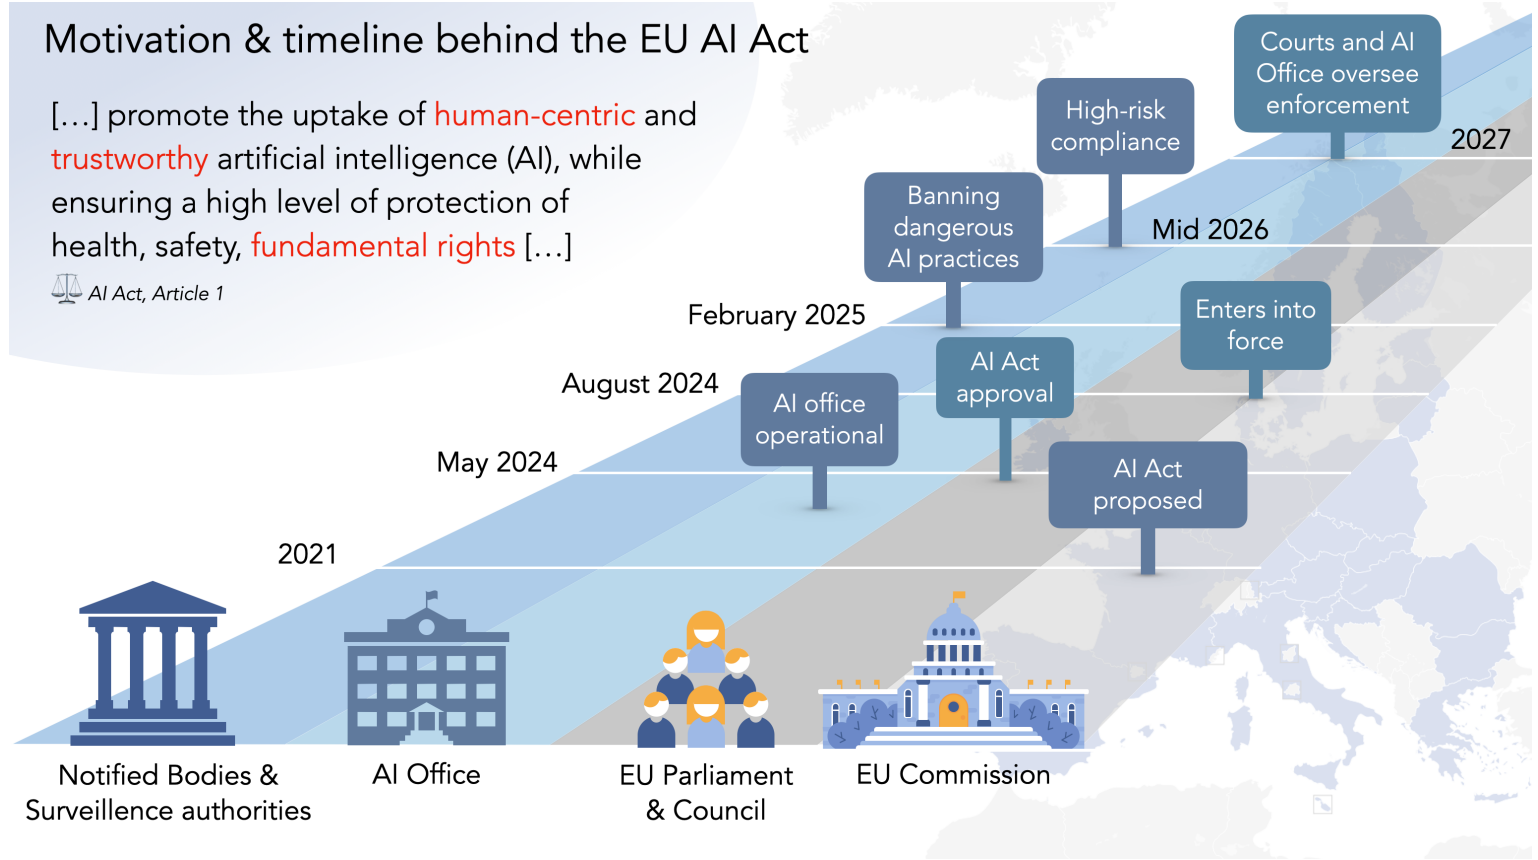 Motivation & timeline behind the EU AI Act
[…] promote the uptake of human-centric and
trustworthy artificial intelligence (AI), while
ensuring a high level of protection of
health, safety, fundamental rights […]
AI Act, Article 1
Courts and AI
Office oversee
enforcement
2027
High-risk
compliance
Mid 2026
Banning
dangerous
AI practices
February 2025
Enters into
force
August 2024
AI Act
approval
AI office
operational
May 2024
AI Act
proposed
2021
Notified Bodies &
Surveillence authorities
AI Office
EU Parliament
& Council
EU Commission